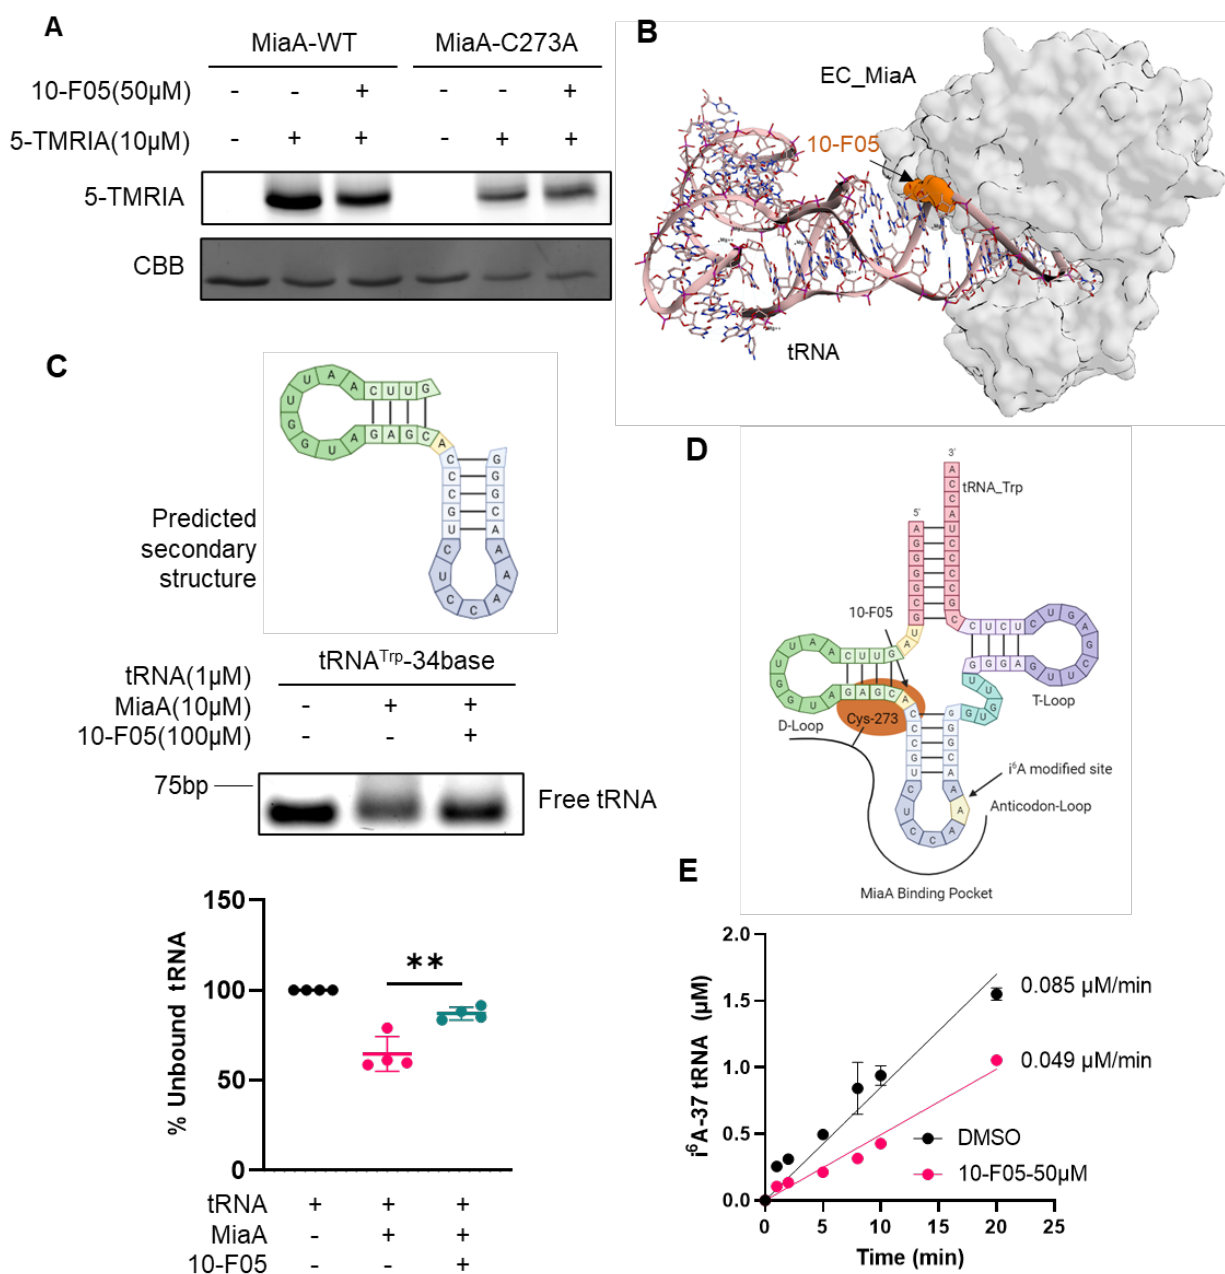 A
MiaA-WT MiaA-C273A
10-F05(50µM) - - + - - +
5-TMRIA(10µM) - + + - + +
5-TMRIA
CBB
B
EC_MiaA
10-F05
tRNA
C
U U A A C U U G
U
G
G U A G A G C A
C G
C G
C G
G C
U A
C A
U A
C C A
Predicted
secondary
structure
tRNA(1µM) tRNATrp-34base
MiaA(10µM) - + +
10-F05(100µM) - - +
75bp
Free tRNA
% Unbound tRNA
150
100
50
0
**
tRNA + + +
MiaA - + +
10-F05 - - +
D
3'
A
C
C
A
tRNA_Trp
5'
10-F05
Cys-273
D-Loop
T-Loop
i6A modified site
Anticodon-Loop
MiaA Binding Pocket
E
i6A-37 tRNA (µM)
2.0
1.5
1.0
0.5
0.0
0 5 10 15 20 25
Time (min)
0.085 µM/min
0.049 µM/min
DMSO
10-F05-50µM